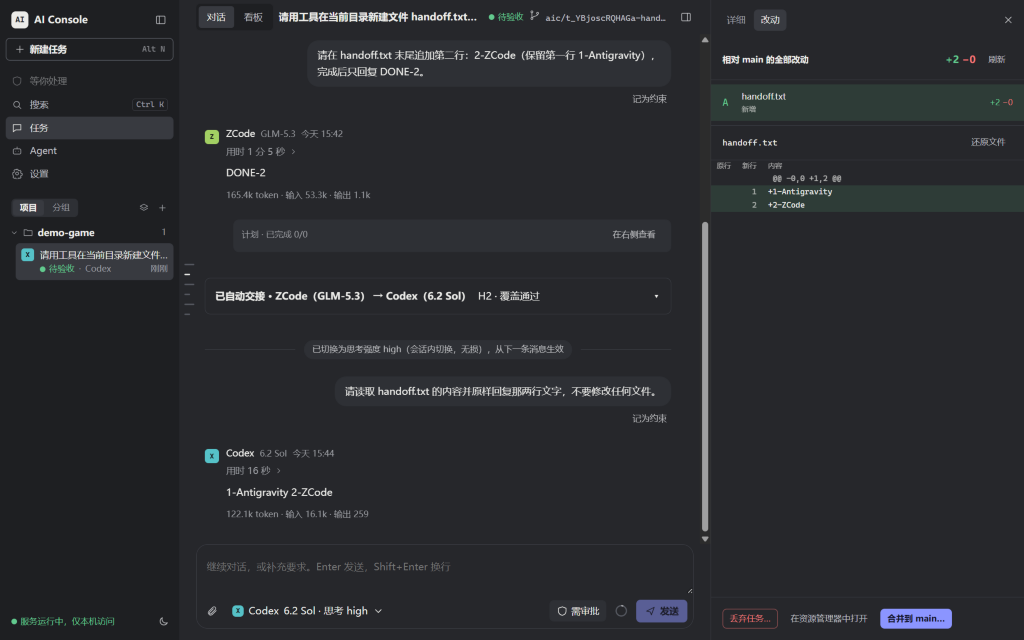 AI AI Console
新建任务 Alt N
等你处理
搜索 Ctrl K
任务
Agent
设置
项目 分组
demo-game 1
X 请用工具在当前目录新建文件...
待验收 · Codex 刚刚
服务运行中，仅本机访问
对话 看板 请用工具在当前目录新建文件 handoff.txt... 待验收 aic/t_YBjoscRQHAGa-hand...
请在 handoff.txt 末尾追加第二行：2-ZCode（保留第一行 1-Antigravity），
完成后只回复 DONE-2。
记为约束
Z ZCode GLM-5.3 今天 15:42
用时 1 分 5 秒 ›
DONE-2
165.4k token · 输入 53.3k · 输出 1.1k
计划 · 已完成 0/0 在右侧查看
已自动交接 · ZCode（GLM-5.3） → Codex（6.2 Sol） H2 · 覆盖通过
已切换为思考强度 high（会话内切换，无损），从下一条消息生效
请读取 handoff.txt 的内容并原样回复那两行文字，不要修改任何文件。
记为约束
X Codex 6.2 Sol 今天 15:44
用时 16 秒 ›
1-Antigravity 2-ZCode
122.1k token · 输入 16.1k · 输出 259
继续对话，或补充要求。Enter 发送，Shift+Enter 换行
X Codex 6.2 Sol · 思考 high 需审批 发送
详细 改动
相对 main 的全部改动 +2 −0 刷新
A handoff.txt +2 −0
新增
handoff.txt 还原文件
原行 新行 内容
@@ -0,0 +1,2 @@
1 +1-Antigravity
2 +2-ZCode
丢弃任务... 在资源管理器中打开 合并到 main...